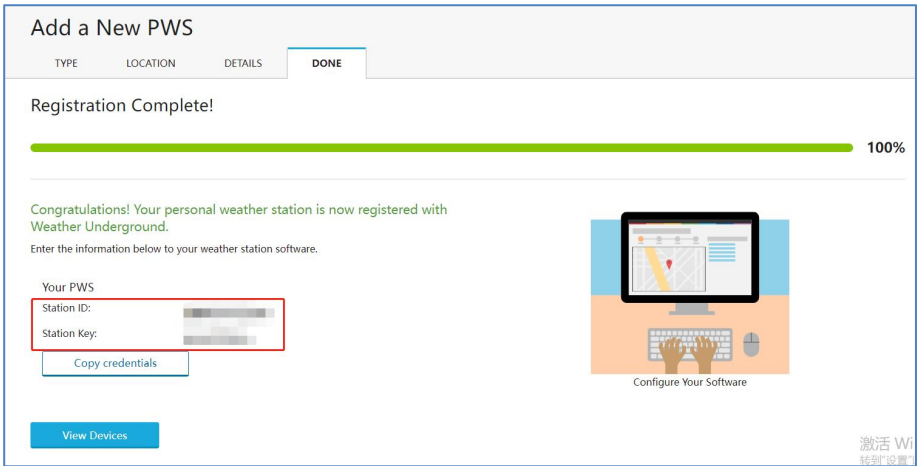 Add a New PWS
TYPE LOCATION DETAILS DONE
Registration Complete!
100%
Congratulations! Your personal weather station is now registered with
Weather Underground.
Enter the information below to your weather station software.
Your PWS
Station ID:
Station Key:
Copy credentials
Configure Your Software
View Devices
激活 Wi
转到"设置"